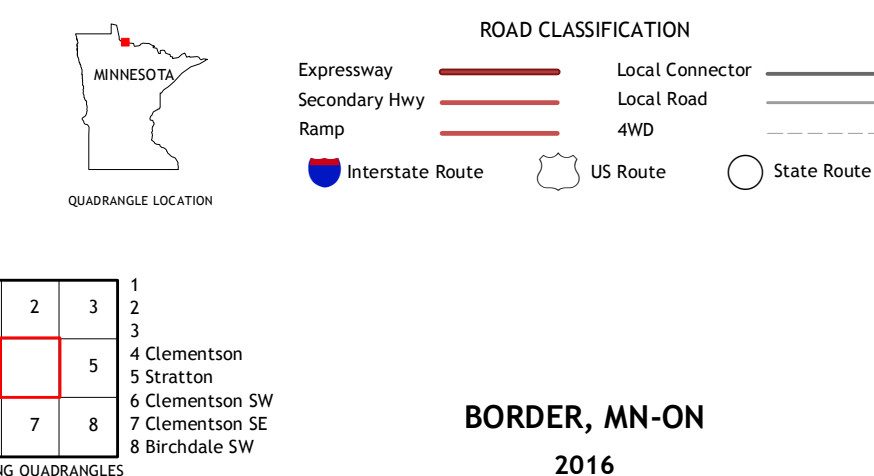 MINNESOTA
QUADRANGLE LOCATION
ROAD CLASSIFICATION
Expressway
Local Connector
Secondary Hwy
Local Road
Ramp
4WD
Interstate Route
US Route
State Route
2 3
5
7 8
1
2
3
4 Clementson
5 Stratton
6 Clementson SW
7 Clementson SE
8 Birchdale SW
NG QUADRANGLES
BORDER, MN-ON
2016